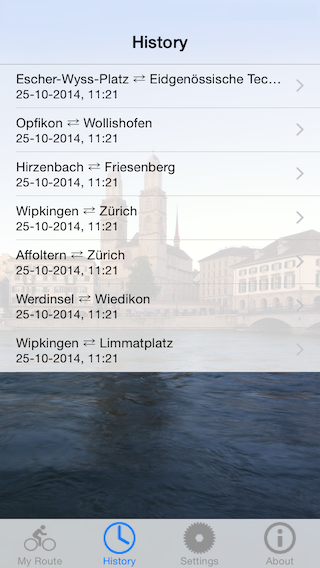 History
Escher-Wyss-Platz ⇄ Eidgenössische Tec...
25-10-2014, 11:21
Opfikon ⇄ Wollishofen
25-10-2014, 11:21
Hirzenbach ⇄ Friesenberg
25-10-2014, 11:21
Wipkingen ⇄ Zürich
25-10-2014, 11:21
Affoltern ⇄ Zürich
25-10-2014, 11:21
Werdinsel ⇄ Wiedikon
25-10-2014, 11:21
Wipkingen ⇄ Limmatplatz
25-10-2014, 11:21
My Route History Settings About